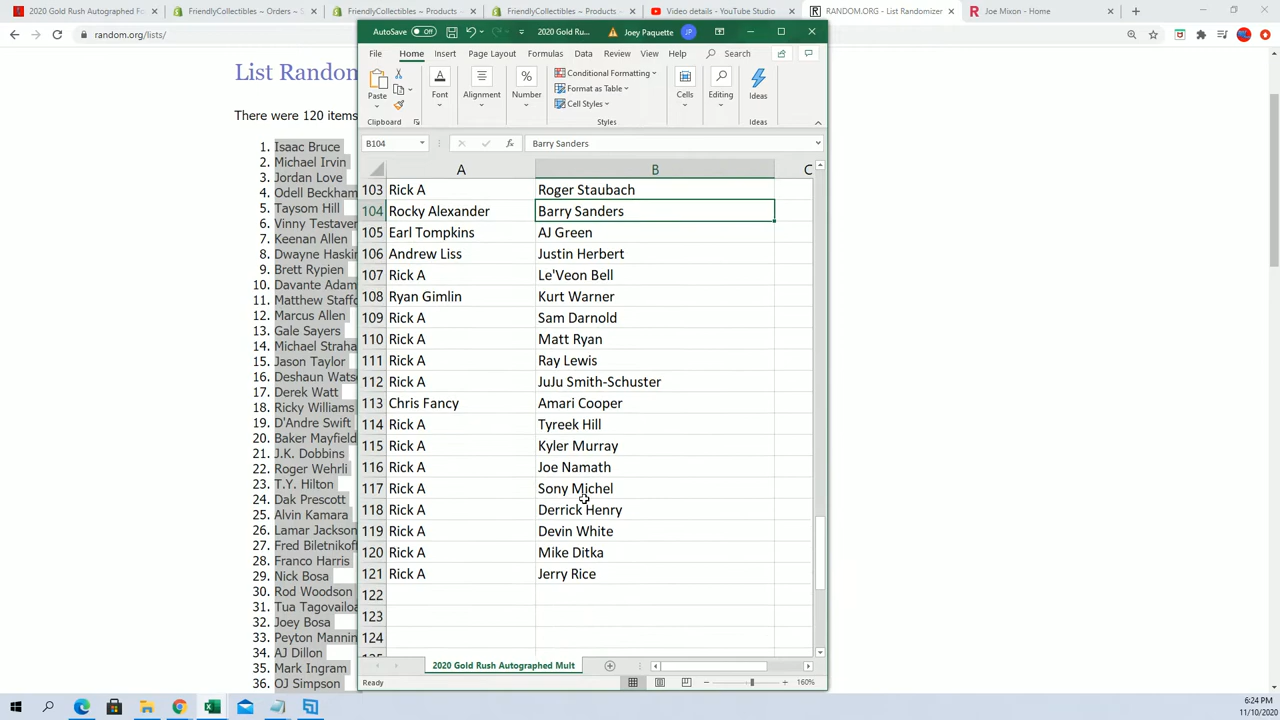 2020 Gold Rush Autographed Fo
FriendlyCollectibles ~ Orders ~ S
FriendlyCollectibles ~ Products ~
FriendlyCollectibles ~ Products ~
Video details - YouTube Studio
RANDOM.ORG - List Randomizer
Joe Mixon - Home
random.org/lists/
AutoSave Off
2020 Gold Ru...
Joey Paquette
JP
File Home Insert Page Layout Formulas Data Review View Help Search
Paste
Font
Alignment
Number
Conditional Formatting
Format as Table
Cell Styles
Cells
Editing
Ideas
Clipboard
Styles
Ideas
B104
fx
Barry Sanders
List Random
There were 120 items
1. Isaac Bruce
2. Michael Irvin
3. Jordan Love
4. Odell Beckham
5. Taysom Hill
6. Vinny Testaver
7. Keenan Allen
8. Dwayne Haskin
9. Brett Rypien
10. Davante Adam
11. Matthew Staffo
12. Marcus Allen
13. Gale Sayers
14. Michael Straha
15. Jason Taylor
16. Deshaun Watso
17. Derek Watt
18. Ricky Williams
19. D'Andre Swift
20. Baker Mayfield
21. J.K. Dobbins
22. Roger Wehrli
23. T.Y. Hilton
24. Dak Prescott
25. Alvin Kamara
26. Lamar Jackson
27. Fred Biletnikoff
28. Franco Harris
29. Nick Bosa
30. Rod Woodson
31. Tua Tagovailoa
32. Joey Bosa
33. Peyton Mannin
34. AJ Dillon
35. Mark Ingram
36. OJ Simpson
A B C
103 Rick A Roger Staubach
104 Rocky Alexander Barry Sanders
105 Earl Tompkins AJ Green
106 Andrew Liss Justin Herbert
107 Rick A Le'Veon Bell
108 Ryan Gimlin Kurt Warner
109 Rick A Sam Darnold
110 Rick A Matt Ryan
111 Rick A Ray Lewis
112 Rick A JuJu Smith-Schuster
113 Chris Fancy Amari Cooper
114 Rick A Tyreek Hill
115 Rick A Kyler Murray
116 Rick A Joe Namath
117 Rick A Sony Michel
118 Rick A Derrick Henry
119 Rick A Devin White
120 Rick A Mike Ditka
121 Rick A Jerry Rice
122
123
124
2020 Gold Rush Autographed Mult
Ready
160%
6:24 PM
11/10/2020